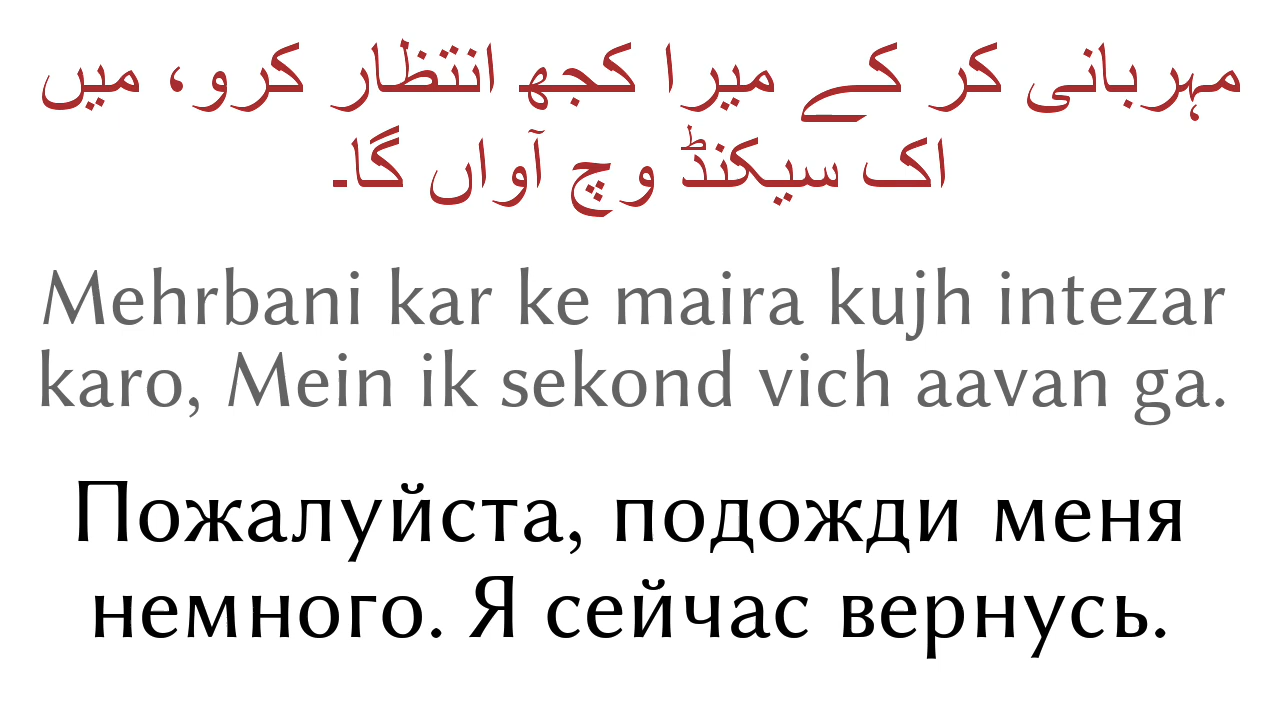 مہربانی کر کے میرا کجھ انتظار کرو، میں
اک سیکنڈ وچ آواں گا۔
Mehrbani kar ke maira kujh intezar
karo, Mein ik sekond vich aavan ga.
Пожалуйста, подожди меня
немного. Я сейчас вернусь.